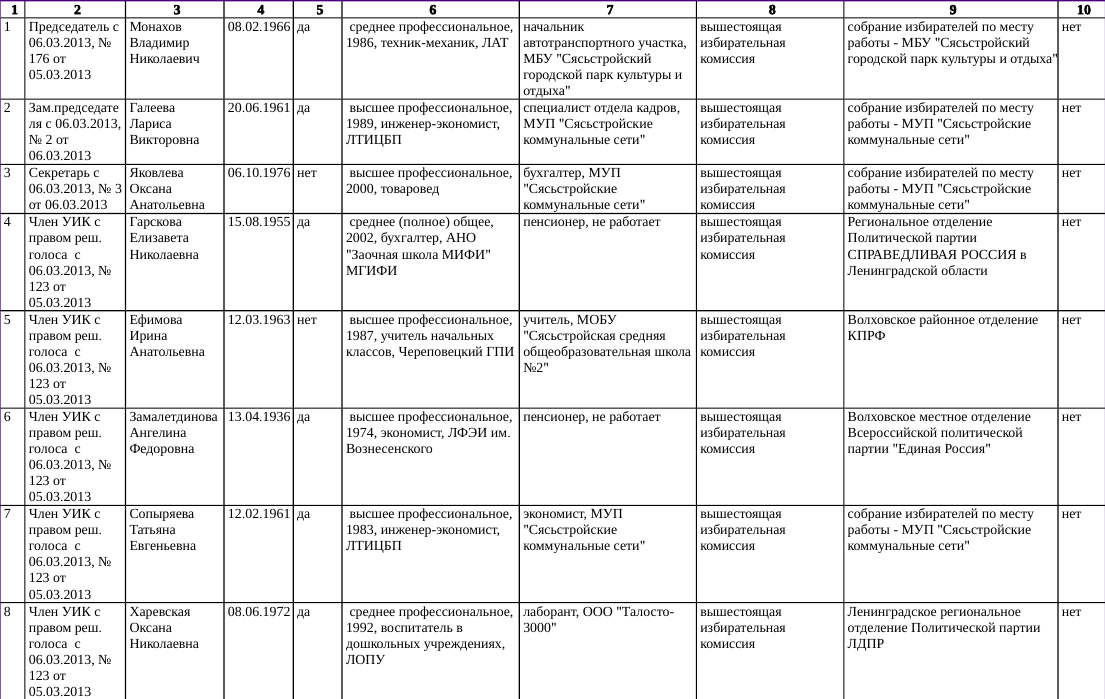 1 2 3 4 5 6 7 8 9 10
1
Председатель с
06.03.2013, №
176 от
05.03.2013
Монахов
Владимир
Николаевич
08.02.1966
да
среднее профессиональное,
1986, техник-механик, ЛАТ
начальник
автотранспортного участка,
МБУ "Сясьстройский
городской парк культуры и
отдыха"
вышестоящая
избирательная
комиссия
собрание избирателей по месту
работы - МБУ "Сясьстройский
городской парк культуры и отдыха"
нет
2
Зам.председате
ля с 06.03.2013,
№ 2 от
06.03.2013
Галеева
Лариса
Викторовна
20.06.1961
да
высшее профессиональное,
1989, инженер-экономист,
ЛТИЦБП
специалист отдела кадров,
МУП "Сясьстройские
коммунальные сети"
вышестоящая
избирательная
комиссия
собрание избирателей по месту
работы - МУП "Сясьстройские
коммунальные сети"
нет
3
Секретарь с
06.03.2013, № 3
от 06.03.2013
Яковлева
Оксана
Анатольевна
06.10.1976
нет
высшее профессиональное,
2000, товаровед
бухгалтер, МУП
"Сясьстройские
коммунальные сети"
вышестоящая
избирательная
комиссия
собрание избирателей по месту
работы - МУП "Сясьстройские
коммунальные сети"
нет
4
Член УИК с
правом реш.
голоса с
06.03.2013, №
123 от
05.03.2013
Гарскова
Елизавета
Николаевна
15.08.1955
да
среднее (полное) общее,
2002, бухгалтер, АНО
"Заочная школа МИФИ"
МГИФИ
пенсионер, не работает
вышестоящая
избирательная
комиссия
Региональное отделение
Политической партии
СПРАВЕДЛИВАЯ РОССИЯ в
Ленинградской области
нет
5
Член УИК с
правом реш.
голоса с
06.03.2013, №
123 от
05.03.2013
Ефимова
Ирина
Анатольевна
12.03.1963
нет
высшее профессиональное,
1987, учитель начальных
классов, Череповецкий ГПИ
учитель, МОБУ
"Сясьстройская средняя
общеобразовательная школа
№2"
вышестоящая
избирательная
комиссия
Волховское районное отделение
КПРФ
нет
6
Член УИК с
правом реш.
голоса с
06.03.2013, №
123 от
05.03.2013
Замалетдинова
Ангелина
Федоровна
13.04.1936
да
высшее профессиональное,
1974, экономист, ЛФЭИ им.
Вознесенского
пенсионер, не работает
вышестоящая
избирательная
комиссия
Волховское местное отделение
Всероссийской политической
партии "Единая Россия"
нет
7
Член УИК с
правом реш.
голоса с
06.03.2013, №
123 от
05.03.2013
Сопыряева
Татьяна
Евгеньевна
12.02.1961
да
высшее профессиональное,
1983, инженер-экономист,
ЛТИЦБП
экономист, МУП
"Сясьстройские
коммунальные сети"
вышестоящая
избирательная
комиссия
собрание избирателей по месту
работы - МУП "Сясьстройские
коммунальные сети"
нет
8
Член УИК с
правом реш.
голоса с
06.03.2013, №
123 от
05.03.2013
Харевская
Оксана
Николаевна
08.06.1972
да
среднее профессиональное,
1992, воспитатель в
дошкольных учреждениях,
ЛОПУ
лаборант, ООО "Талосто-
3000"
вышестоящая
избирательная
комиссия
Ленинградское региональное
отделение Политической партии
ЛДПР
нет